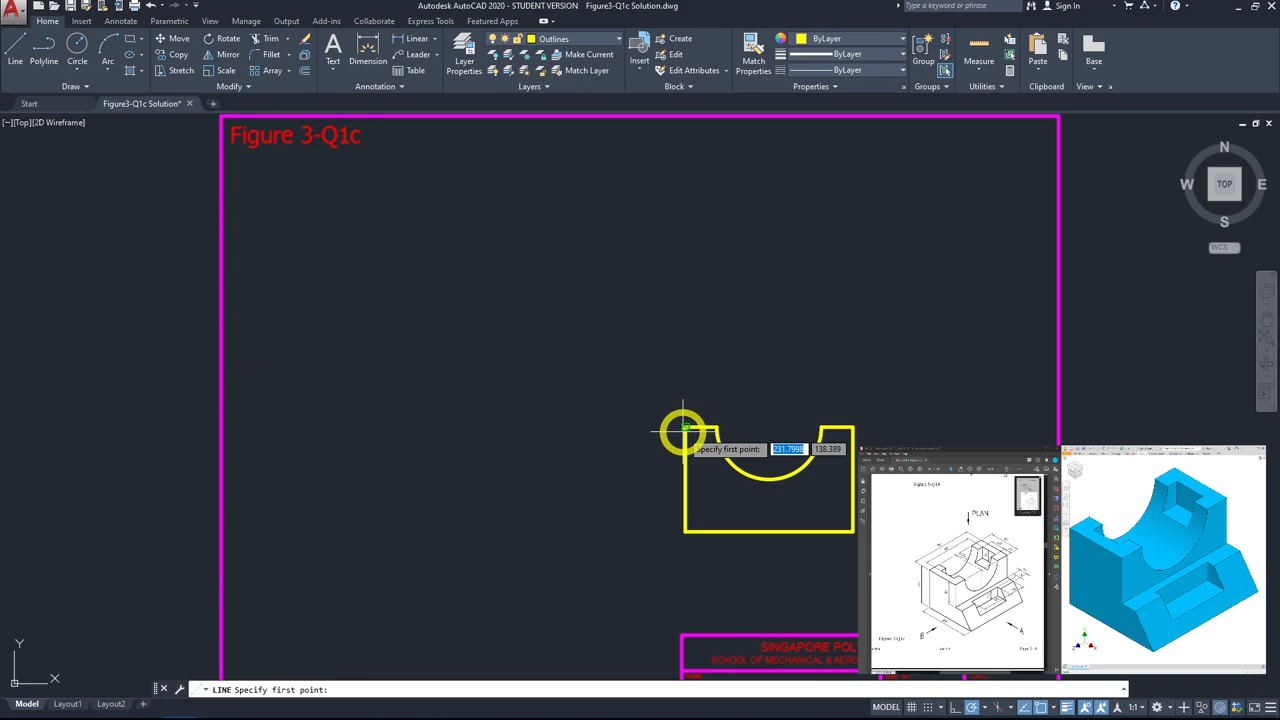 Autodesk AutoCAD 2020 - STUDENT VERSION Figure3-Q1c Solution.dwg
Type a keyword or phrase
Sign In
Home Insert Annotate Parametric View Manage Output Add-ins Collaborate Express Tools Featured Apps
Line Polyline Circle Arc
Move Rotate Trim
Copy Mirror Fillet
Stretch Scale Array
Text Dimension
Linear
Leader
Table
Layer Properties
Outlines
Make Current
Match Layer
Insert
Create
Edit
Edit Attributes
Match Properties
ByLayer
ByLayer
ByLayer
Group
Measure
Paste
Base
Draw Modify Annotation Layers Block Properties Groups Utilities Clipboard View
Start Figure3-Q1c Solution*
[−][Top][2D Wireframe]
Figure 3-Q1c
N
W TOP E
S
WCS
Specify first point: 231.7998 138.389
PLAN
B A
Figure 3-Q1c
SINGAPORE POL
SCHOOL OF MECHANICAL & AERO
Y
X
LINE Specify first point:
Model Layout1 Layout2
MODEL 1:1